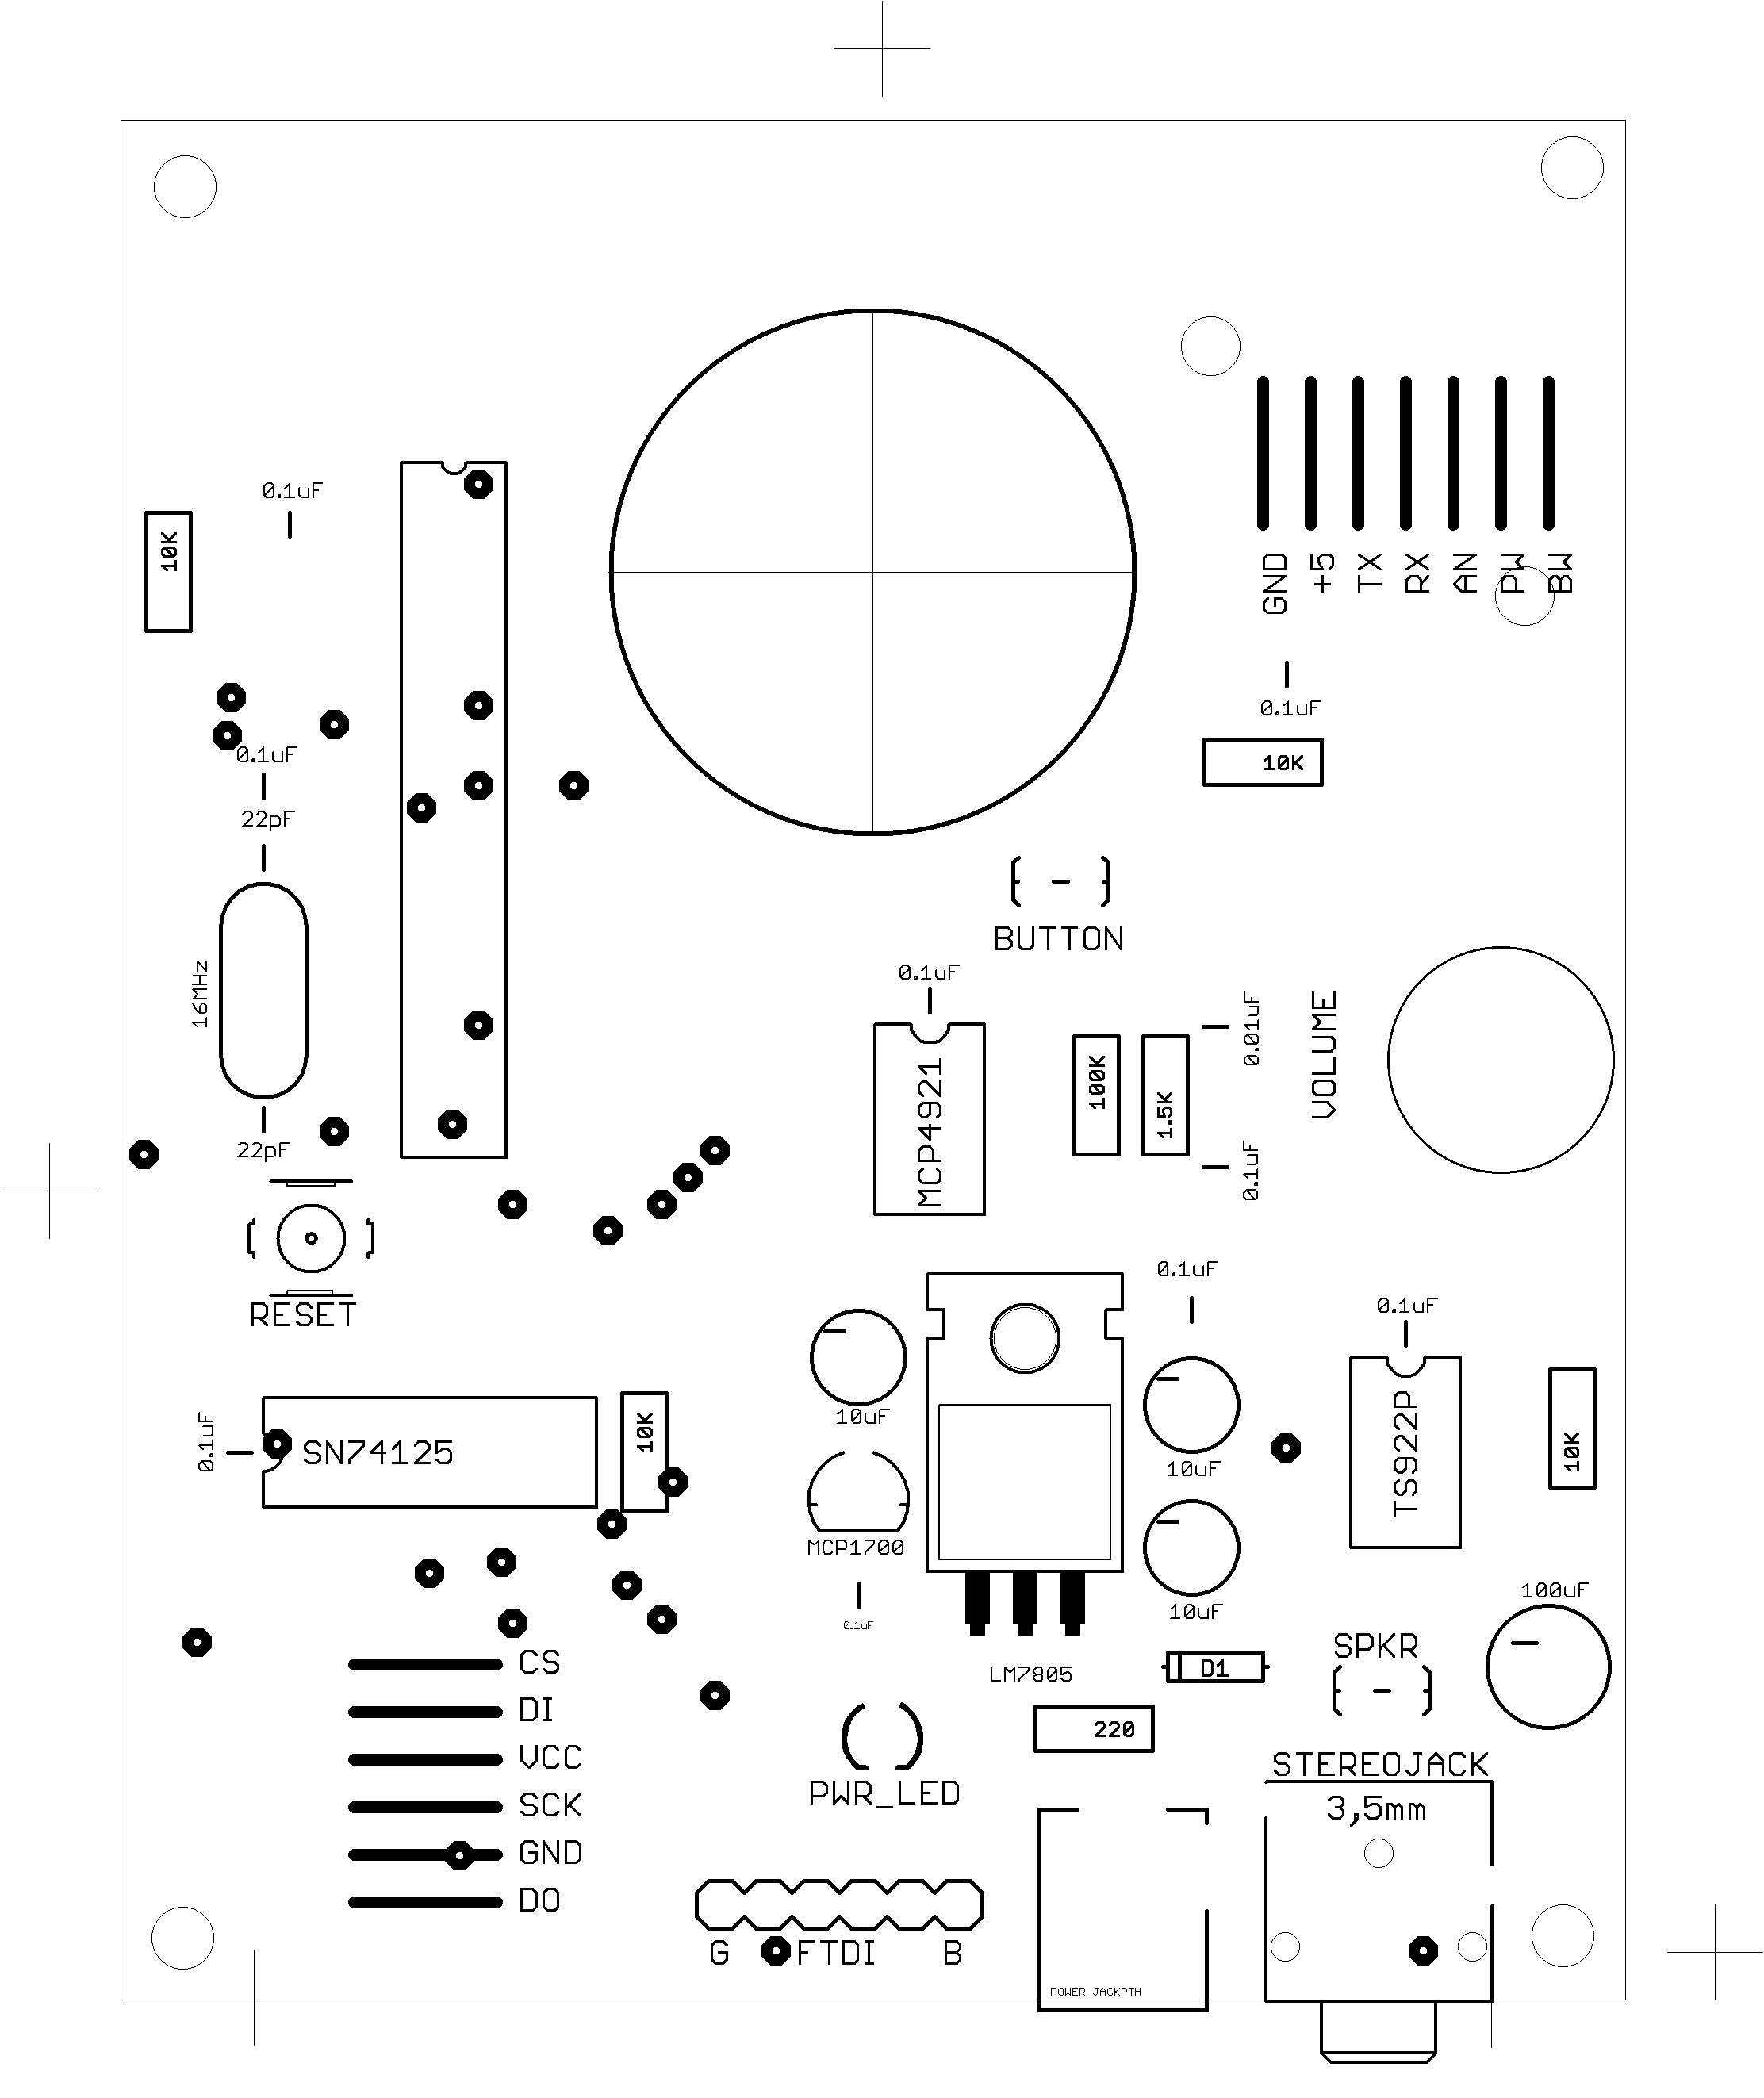 0.1uF
10K
GND
+5
TX
RX
AN
PW
BW
0.1uF
10K
0.1uF
22pF
BUTTON
0.1uF
16MHz
MCP4921
100K
1.5K
0.01uF
VOLUME
22pF
0.1uF
RESET
0.1uF
0.1uF
10uF
0.1uF
SN74125
10K
TS922P
10K
10uF
MCP1700
0.1uF
10uF
100uF
SPKR
CS
LM7805
D1
DI
220
VCC
PWR_LED
STEREOJACK
3,5mm
SCK
GND
DO
G
FTDI
B
POWER_JACKPTH